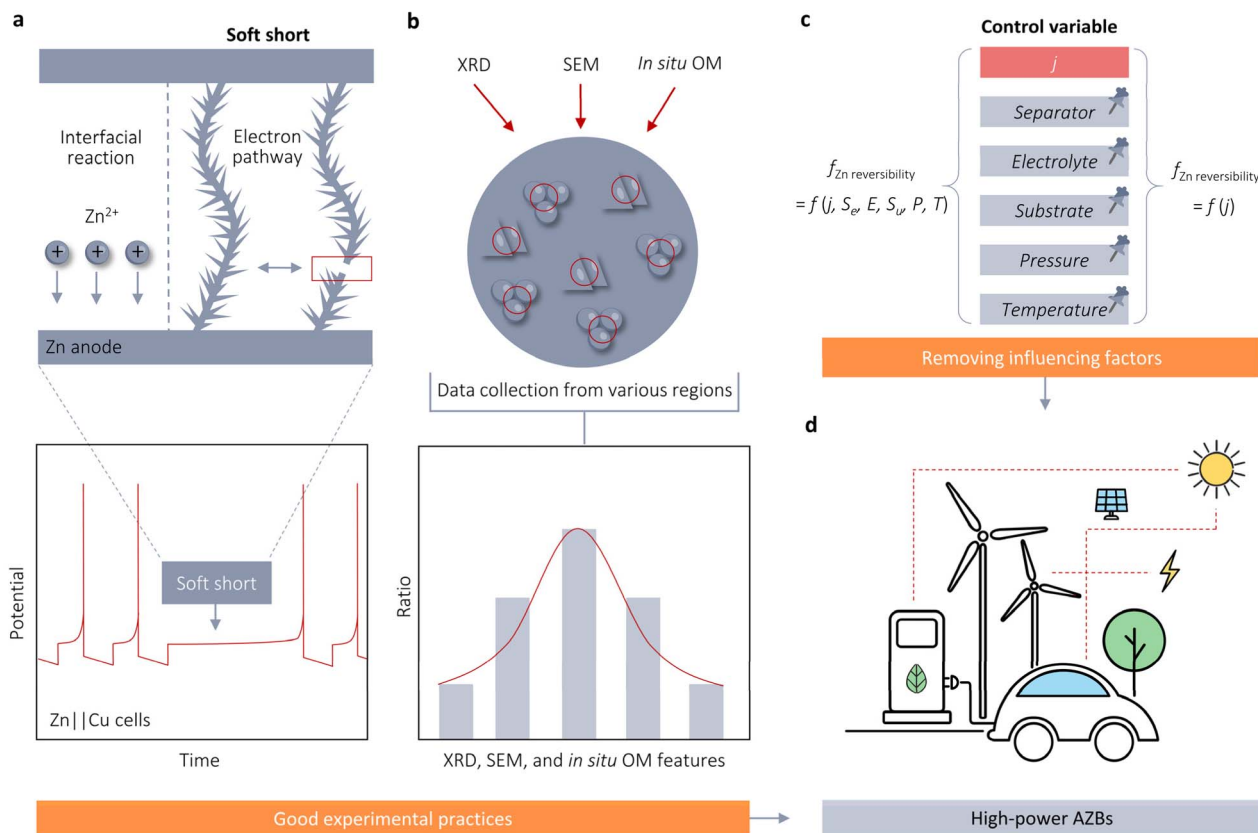 a
Soft short
Interfacial
reaction
Electron
pathway
Zn²⁺
+ + +
Zn anode
Potential
Soft short
Zn||Cu cells
Time
b
XRD
SEM
In situ OM
Data collection from various regions
Ratio
XRD, SEM, and in situ OM features
Good experimental practices
c
Control variable
j
Separator
Electrolyte
Substrate
Pressure
Temperature
f Zn reversibility
= f (j, Se, E, Su, P, T)
f Zn reversibility
= f (j)
Removing influencing factors
d
High-power AZBs